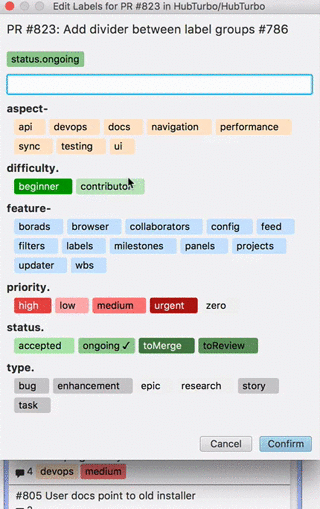 Edit Labels for PR #823 in HubTurbo/HubTurbo
PR #823: Add divider between label groups #786
status.ongoing
aspect-
api devops docs navigation performance
sync testing ui
difficulty.
beginner contributor
feature-
borads browser collaborators config feed
filters labels milestones panels projects
updater wbs
priority.
high low medium urgent zero
status.
accepted ongoing ✓ toMerge toReview
type.
bug enhancement epic research story
task
Cancel Confirm
4 devops medium
#805 User docs point to old installer